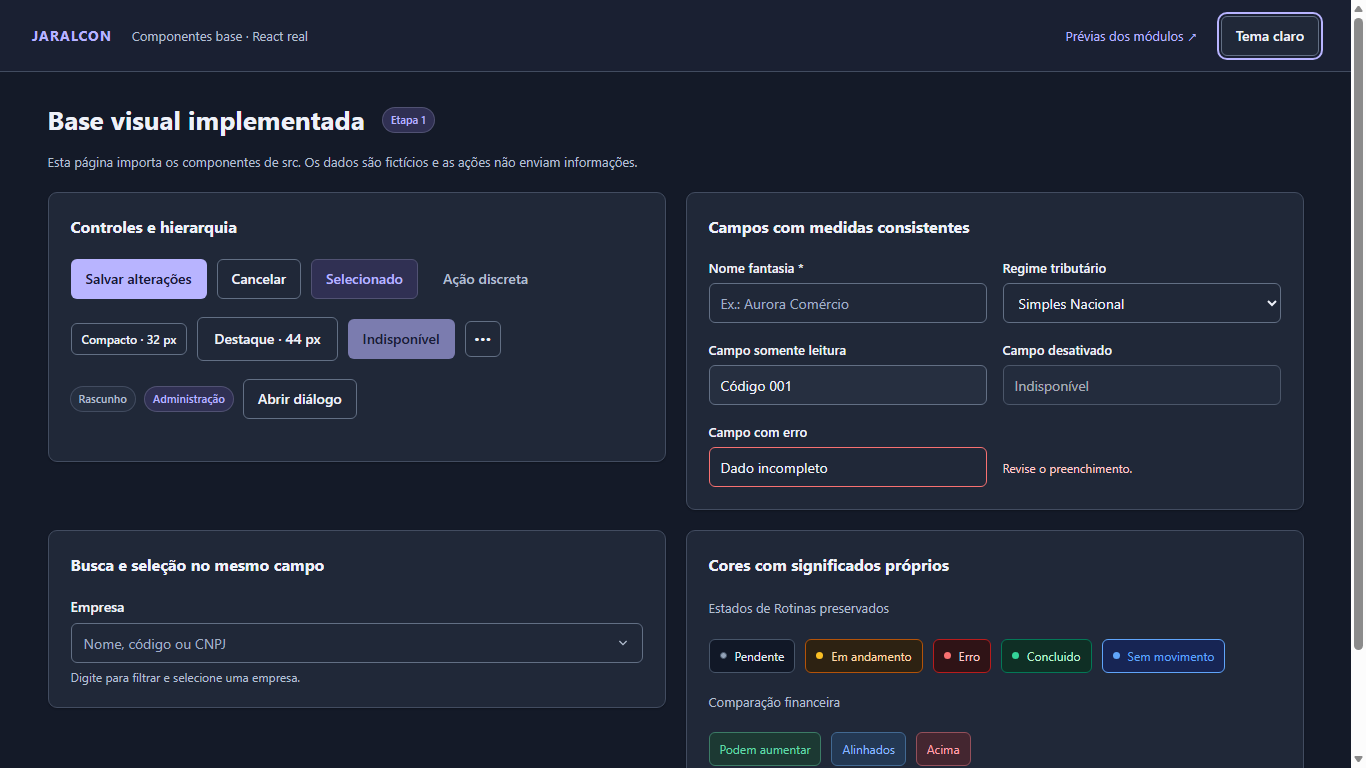 JARALCON Componentes base · React real Prévias dos módulos ↗ Tema claro
Base visual implementada Etapa 1
Esta página importa os componentes de src. Os dados são fictícios e as ações não enviam informações.
Controles e hierarquia
Salvar alterações Cancelar Selecionado Ação discreta
Compacto · 32 px Destaque · 44 px Indisponível •••
Rascunho Administração Abrir diálogo
Campos com medidas consistentes
Nome fantasia * Regime tributário
Ex.: Aurora Comércio Simples Nacional
Campo somente leitura Campo desativado
Código 001 Indisponível
Campo com erro
Dado incompleto Revise o preenchimento.
Busca e seleção no mesmo campo
Empresa
Nome, código ou CNPJ
Digite para filtrar e selecione uma empresa.
Cores com significados próprios
Estados de Rotinas preservados
Pendente Em andamento Erro Concluido Sem movimento
Comparação financeira
Podem aumentar Alinhados Acima